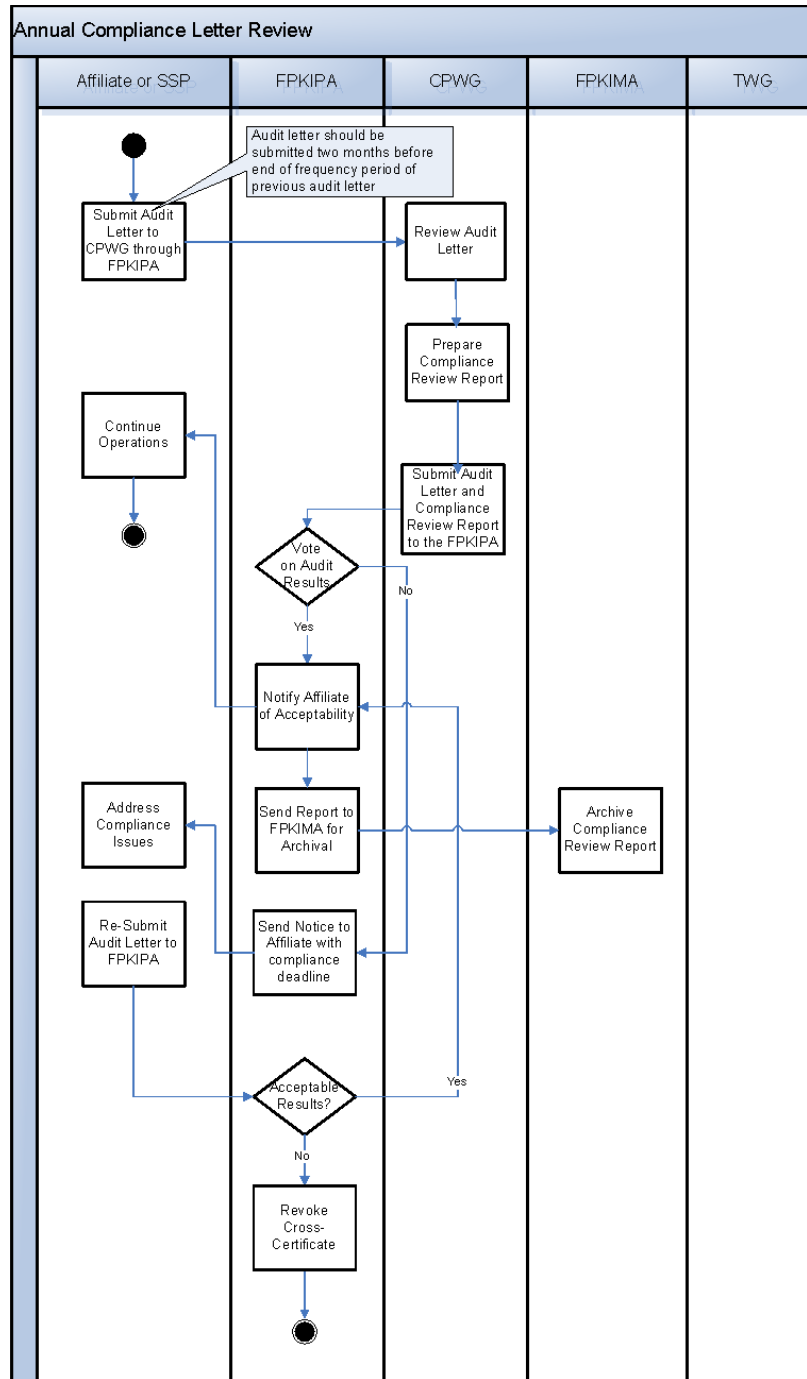 Annual Compliance Letter Review
Affiliate or SSP
FPKIPA
CPWG
FPKIMA
TWG
Audit letter should be
submitted two months before
end of frequency period of
previous audit letter
Submit Audit
Letter to
CPWG through
FPKIPA
Review Audit
Letter
Prepare
Compliance
Review Report
Continue
Operations
Submit Audit
Letter and
Compliance
Review Report
to the FPKIPA
Vote
on Audit
Results
No
Yes
Notify Affiliate
of Acceptability
Address
Compliance
Issues
Send Report to
FPKIMA for
Archival
Archive
Compliance
Review Report
Re-Submit
Audit Letter to
FPKIPA
Send Notice to
Affiliate with
compliance
deadline
Acceptable
Results?
Yes
No
Revoke
Cross-
Certificate